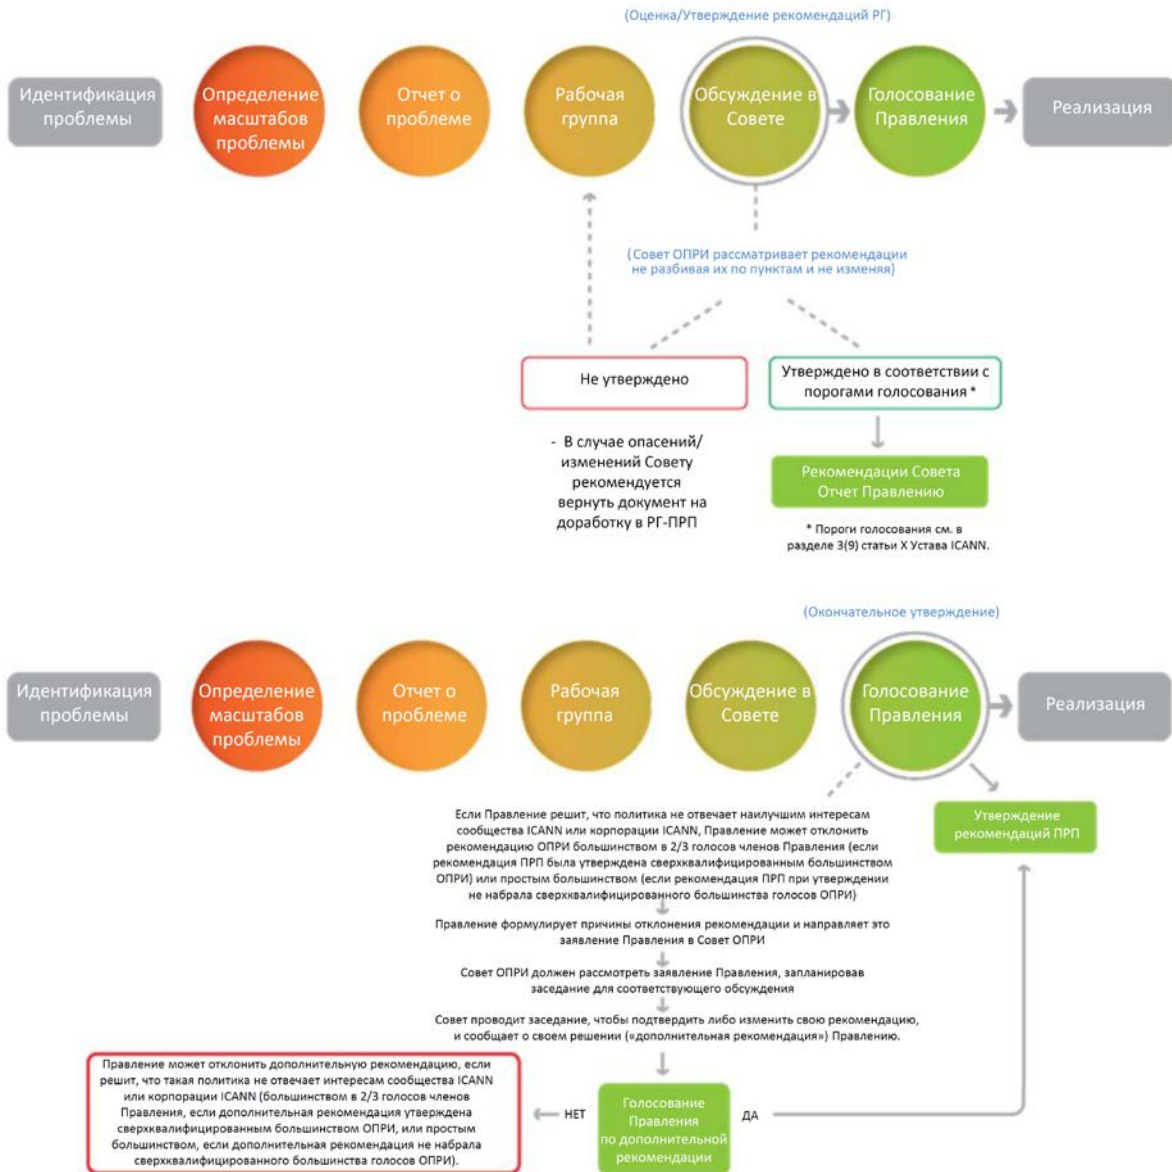 (Оценка/Утверждение рекомендаций РГ)
Идентификация
проблемы
Определение
масштабов
проблемы
Отчет о
проблеме
Рабочая
группа
Обсуждение в
Совете
Голосование
Правления
Реализация
(Совет ОПРИ рассматривает рекомендации
не разбивая их по пунктам и не изменяя)
Не утверждено
- В случае опасений/
изменений Совету
рекомендуется
вернуть документ на
доработку в РГ-ПРП
Утверждено в соответствии с
порогами голосования *
Рекомендации Совета
Отчет Правлению
* Пороги голосования см. в
разделе 3(9) статьи X Устава ICANN.
(Окончательное утверждение)
Идентификация
проблемы
Определение
масштабов
проблемы
Отчет о
проблеме
Рабочая
группа
Обсуждение в
Совете
Голосование
Правления
Реализация
Если Правление решит, что политика не отвечает наилучшим интересам
сообщества ICANN или корпорации ICANN, Правление может отклонить
рекомендацию ОПРИ большинством в 2/3 голосов членов Правления (если
рекомендация ПРП была утверждена сверхквалифицированным большинством
ОПРИ) или простым большинством (если рекомендация ПРП при утверждении
не набрала сверхквалифицированного большинства голосов ОПРИ)
Утверждение
рекомендаций ПРП
Правление формулирует причины отклонения рекомендации и направляет это
заявление Правления в Совет ОПРИ
Совет ОПРИ должен рассмотреть заявление Правления, запланировав
заседание для соответствующего обсуждения
Совет проводит заседание, чтобы подтвердить либо изменить свою рекомендацию,
и сообщает о своем решении («дополнительная рекомендация») Правлению.
Правление может отклонить дополнительную рекомендацию, если
решит, что такая политика не отвечает интересам сообщества ICANN
или корпорации ICANN (большинством в 2/3 голосов членов
Правления, если дополнительная рекомендация утверждена
сверхквалифицированным большинством ОПРИ, или простым
большинством, если дополнительная рекомендация не набрала
сверхквалифицированного большинства голосов ОПРИ).
НЕТ
Голосование
Правления
по дополнительной
рекомендации
ДА